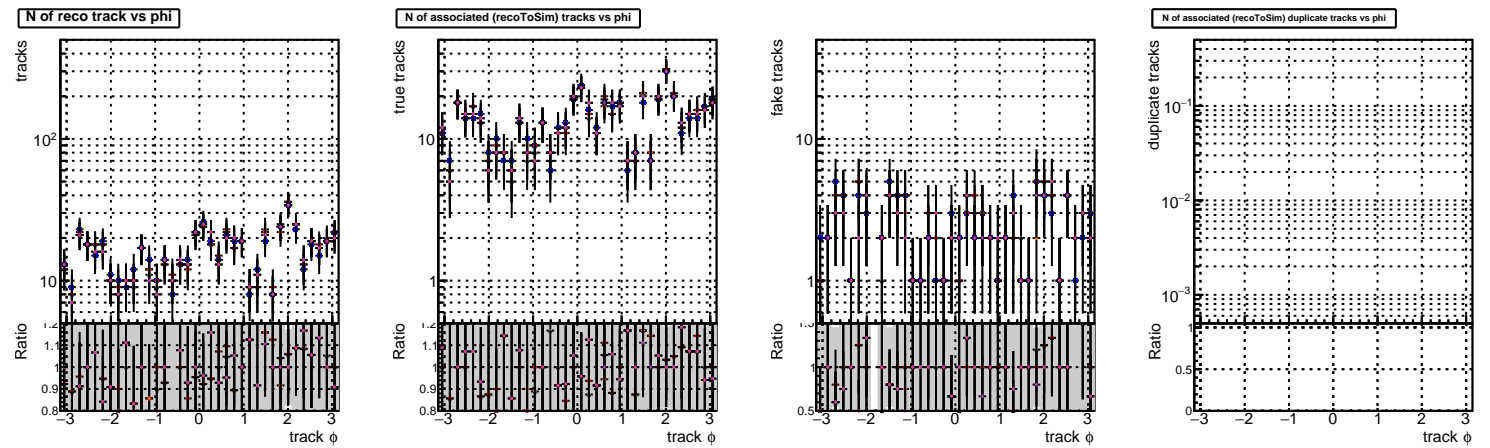 N of reco track vs phi
tracks
10²
10
Ratio
1.2
1.1
1
0.9
0.8
−3 −2 −1 0 1 2 3
track ϕ
N of associated (recoToSim) tracks vs phi
true tracks
10
1
Ratio
1.2
1.1
1
0.9
0.8
−3 −2 −1 0 1 2 3
track ϕ
fake tracks
10
1
Ratio
1.5
1
0.5
−3 −2 −1 0 1 2 3
track ϕ
N of associated (recoToSim) duplicate tracks vs phi
duplicate tracks
10⁻¹
10⁻²
10⁻³
Ratio
1
0.5
0
−3 −2 −1 0 1 2 3
track ϕ